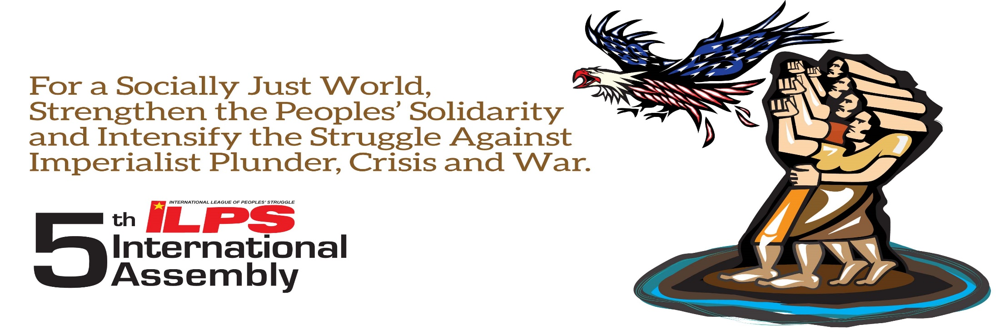 For a Socially Just World,
Strengthen the Peoples’ Solidarity
and Intensify the Struggle Against
Imperialist Plunder, Crisis and War.
INTERNATIONAL LEAGUE OF PEOPLES’ STRUGGLE
5th iLPS
International
Assembly